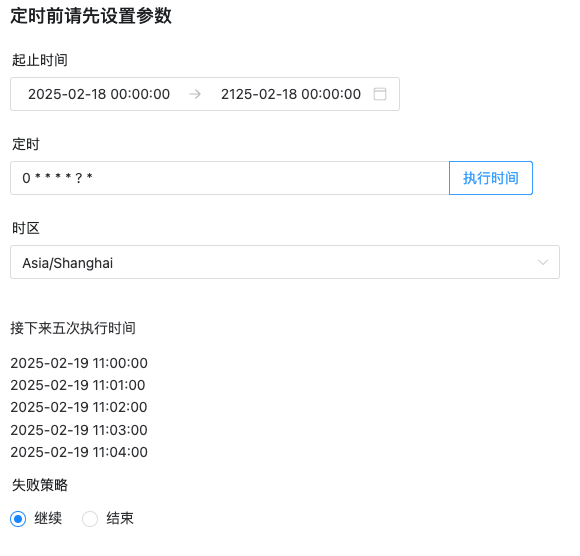 定时前请先设置参数
起止时间
2025-02-18 00:00:00 → 2125-02-18 00:00:00
定时
0 * * * * ? * 执行时间
时区
Asia/Shanghai
接下来五次执行时间
2025-02-19 11:00:00
2025-02-19 11:01:00
2025-02-19 11:02:00
2025-02-19 11:03:00
2025-02-19 11:04:00
失败策略
继续 结束